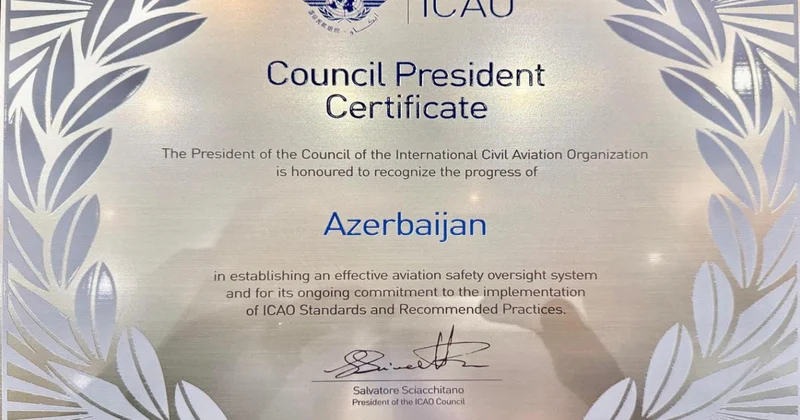 ICAO
Council President
Certificate
The President of the Council of the International Civil Aviation Organization
is honoured to recognize the progress of
Azerbaijan
in establishing an effective aviation safety oversight system
and for its ongoing commitment to the implementation
of ICAO Standards and Recommended Practices.
Salvatore Sciacchitano
President of the ICAO Council